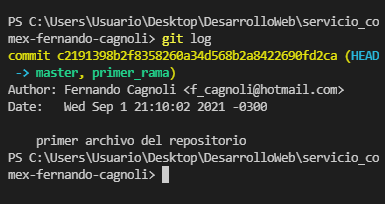 PS C:\Users\Usuario\Desktop\DesarrolloWeb\servicio_co
mex-fernando-cagnoli> git log
commit c2191398b2f8358260a34d568b2a8422690fd2ca (HEAD
 -> master, primer_rama)
Author: Fernando Cagnoli <f_cagnoli@hotmail.com>
Date:   Wed Sep 1 21:10:02 2021 -0300
    primer archivo del repositorio
PS C:\Users\Usuario\Desktop\DesarrolloWeb\servicio_co
mex-fernando-cagnoli>